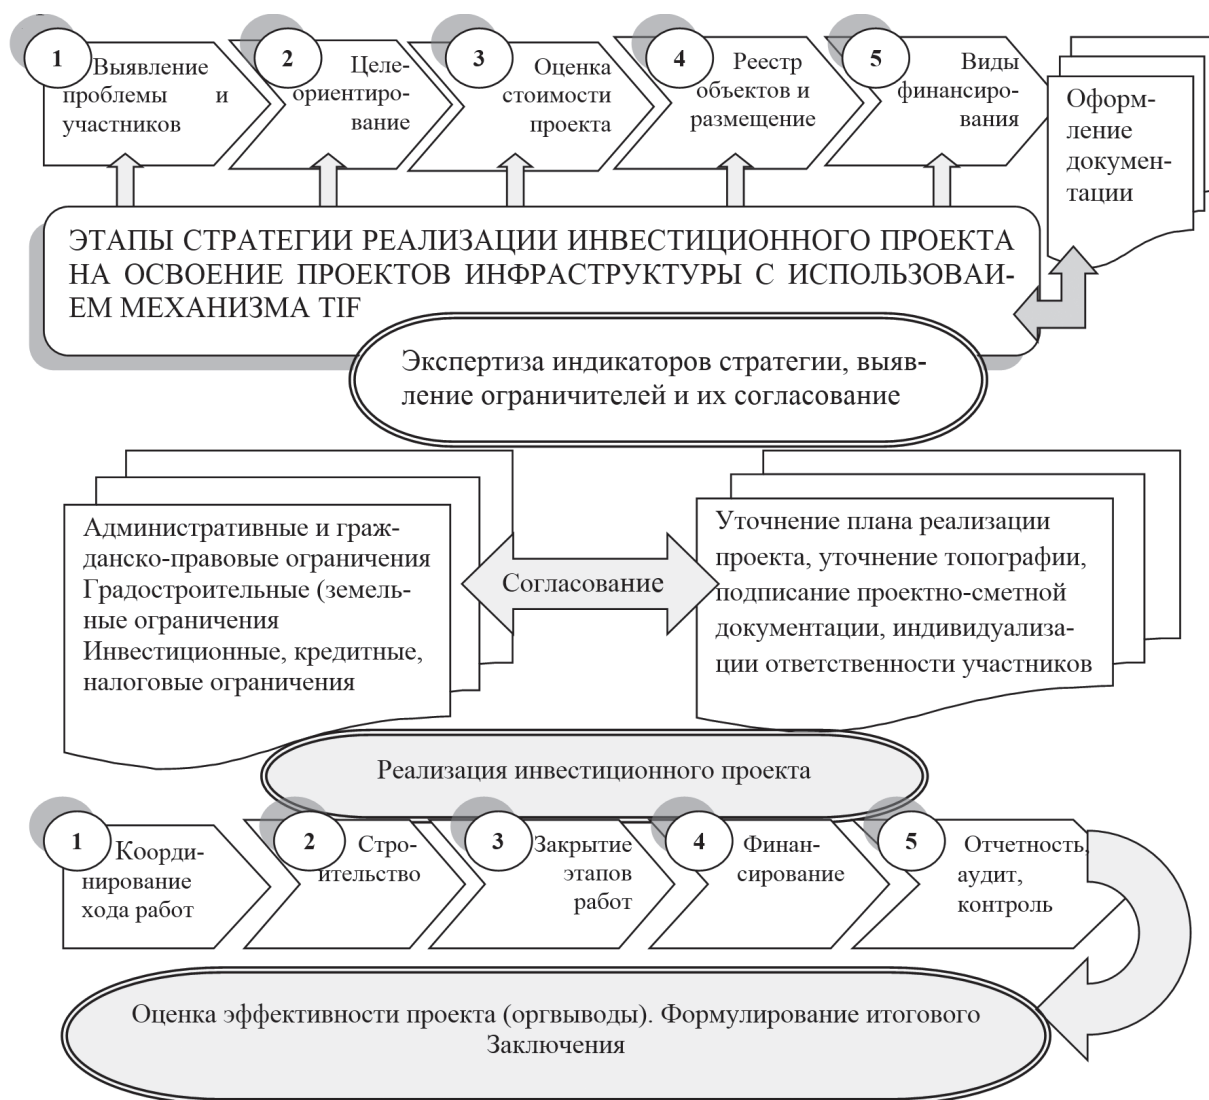 1
Выявление
проблемы и
участников
2
Целе-
ориентиро-
вание
3
Оценка
стоимости
проекта
4
Реестр
объектов и
размещение
5
Виды
финансиро-
вания
Оформ-
ление
докумен-
тации
ЭТАПЫ СТРАТЕГИИ РЕАЛИЗАЦИИ ИНВЕСТИЦИОННОГО ПРОЕКТА
НА ОСВОЕНИЕ ПРОЕКТОВ ИНФРАСТРУКТУРЫ С ИСПОЛЬЗОВАИ-
ЕМ МЕХАНИЗМА TIF
Экспертиза индикаторов стратегии, выяв-
ление ограничителей и их согласование
Административные и граж-
данско-правовые ограничения
Градостроительные (земель-
ные ограничения
Инвестиционные, кредитные,
налоговые ограничения
Согласование
Уточнение плана реализации
проекта, уточнение топографии,
подписание проектно-сметной
документации, индивидуализа-
ции ответственности участников
Реализация инвестиционного проекта
1
Коорди-
нирование
хода работ
2
Стро-
ительство
3
Закрытие
этапов
работ
4
Финан-
сирование
5
Отчетность,
аудит,
контроль
Оценка эффективности проекта (оргвыводы). Формулирование итогового
Заключения